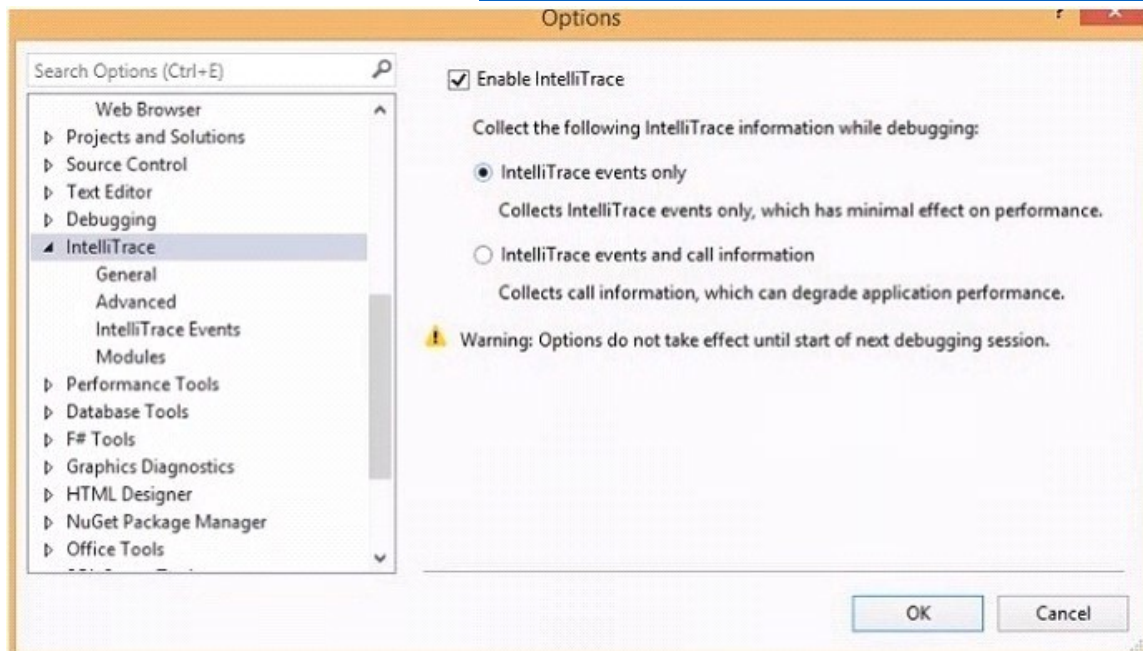 Options
?
Search Options (Ctrl+E)
Web Browser
Projects and Solutions
Source Control
Text Editor
Debugging
IntelliTrace
General
Advanced
IntelliTrace Events
Modules
Performance Tools
Database Tools
F# Tools
Graphics Diagnostics
HTML Designer
NuGet Package Manager
Office Tools
Enable IntelliTrace
Collect the following IntelliTrace information while debugging:
IntelliTrace events only
Collects IntelliTrace events only, which has minimal effect on performance.
IntelliTrace events and call information
Collects call information, which can degrade application performance.
Warning: Options do not take effect until start of next debugging session.
OK
Cancel